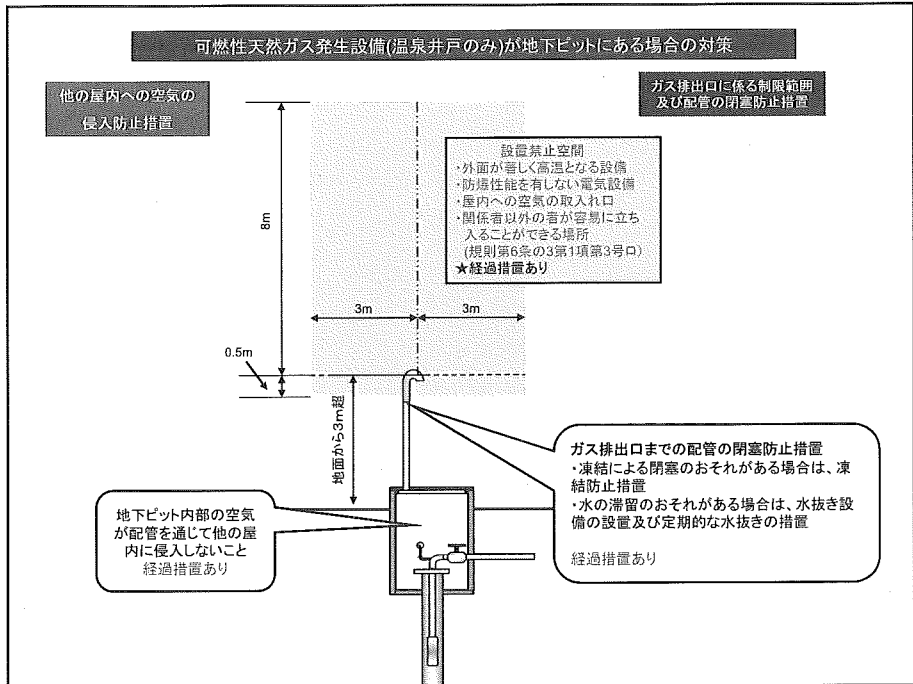 可燃性天然ガス発生設備(温泉井戸のみ)が地下ピットにある場合の対策
他の屋内への空気の
侵入防止措置
ガス排出口に係る制限範囲
及び配管の閉塞防止措置
設置禁止空間
・外面が著しく高温となる設備
・防爆性能を有しない電気設備
・屋内への空気の取入れ口
・関係者以外の者が容易に立ち
入ることができる場所
(規則第6条の3第1項第3号ロ)
★経過措置あり
8m
3m
3m
0.5m
地面から3m超
ガス排出口までの配管の閉塞防止措置
・凍結による閉塞のおそれがある場合は、凍
結防止措置
・水の滞留のおそれがある場合は、水抜き設
備の設置及び定期的な水抜きの措置
経過措置あり
地下ピット内部の空気
が配管を通じて他の屋
内に侵入しないこと
経過措置あり